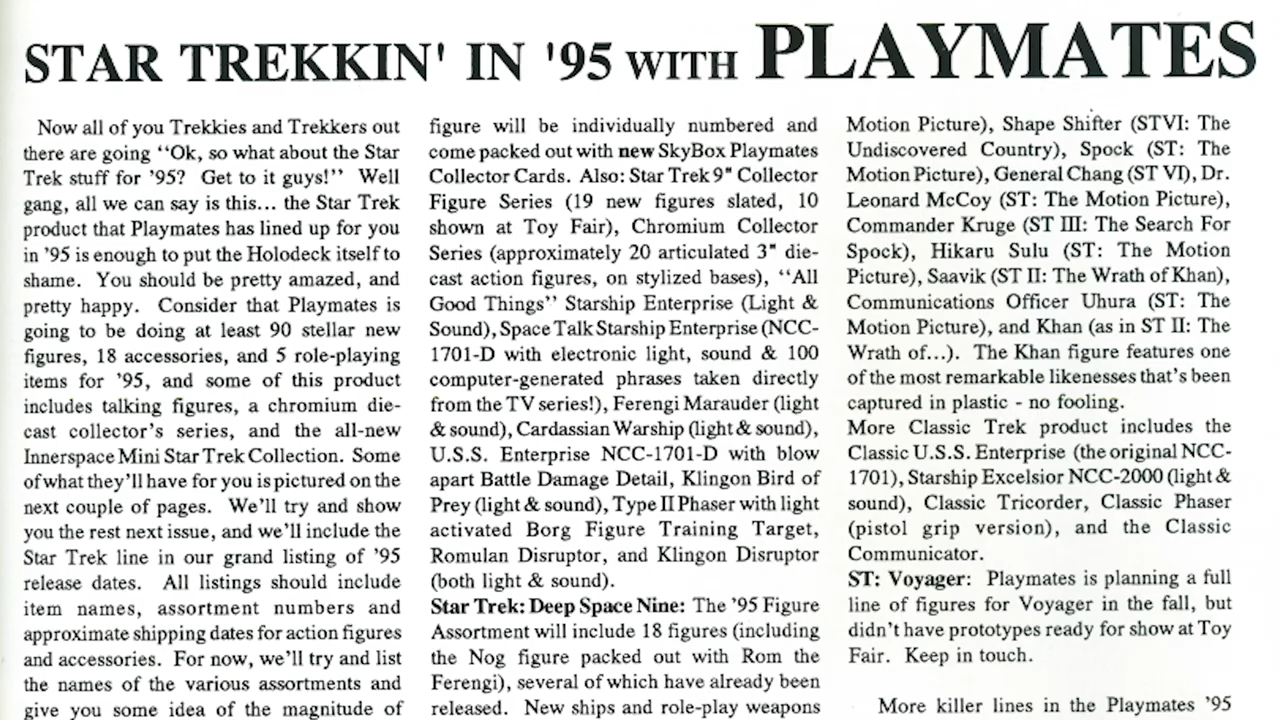 STAR TREKKIN' IN '95 WITH PLAYMATES
Now all of you Trekkies and Trekkers out
there are going “Ok, so what about the Star
Trek stuff for ’95? Get to it guys!” Well
gang, all we can say is this... the Star Trek
product that Playmates has lined up for you
in ’95 is enough to put the Holodeck itself to
shame. You should be pretty amazed, and
pretty happy. Consider that Playmates is
going to be doing at least 90 stellar new
figures, 18 accessories, and 5 role-playing
items for ’95, and some of this product
includes talking figures, a chromium die-
cast collector’s series, and the all-new
Innerspace Mini Star Trek Collection. Some
of what they’ll have for you is pictured on the
next couple of pages. We’ll try and show
you the rest next issue, and we’ll include the
Star Trek line in our grand listing of ’95
release dates. All listings should include
item names, assortment numbers and
approximate shipping dates for action figures
and accessories. For now, we’ll try and list
the names of the various assortments and
give you some idea of the magnitude of
figure will be individually numbered and
come packed out with new SkyBox Playmates
Collector Cards. Also: Star Trek 9" Collector
Figure Series (19 new figures slated, 10
shown at Toy Fair), Chromium Collector
Series (approximately 20 articulated 3" die-
cast action figures, on stylized bases), “All
Good Things” Starship Enterprise (Light &
Sound), Space Talk Starship Enterprise (NCC-
1701-D with electronic light, sound & 100
computer-generated phrases taken directly
from the TV series!), Ferengi Marauder (light
& sound), Cardassian Warship (light & sound),
U.S.S. Enterprise NCC-1701-D with blow
apart Battle Damage Detail, Klingon Bird of
Prey (light & sound), Type II Phaser with light
activated Borg Figure Training Target,
Romulan Disruptor, and Klingon Disruptor
(both light & sound).
Star Trek: Deep Space Nine: The ’95 Figure
Assortment will include 18 figures (including
the Nog figure packed out with Rom the
Ferengi), several of which have already been
released. New ships and role-play weapons
Motion Picture), Shape Shifter (STVI: The
Undiscovered Country), Spock (ST: The
Motion Picture), General Chang (ST VI), Dr.
Leonard McCoy (ST: The Motion Picture),
Commander Kruge (ST III: The Search For
Spock), Hikaru Sulu (ST: The Motion
Picture), Saavik (ST II: The Wrath of Khan),
Communications Officer Uhura (ST: The
Motion Picture), and Khan (as in ST II: The
Wrath of...). The Khan figure features one
of the most remarkable likenesses that’s been
captured in plastic - no fooling.
More Classic Trek product includes the
Classic U.S.S. Enterprise (the original NCC-
1701), Starship Excelsior NCC-2000 (light &
sound), Classic Tricorder, Classic Phaser
(pistol grip version), and the Classic
Communicator.
ST: Voyager: Playmates is planning a full
line of figures for Voyager in the fall, but
didn’t have prototypes ready for show at Toy
Fair. Keep in touch.
More killer lines in the Playmates ’95